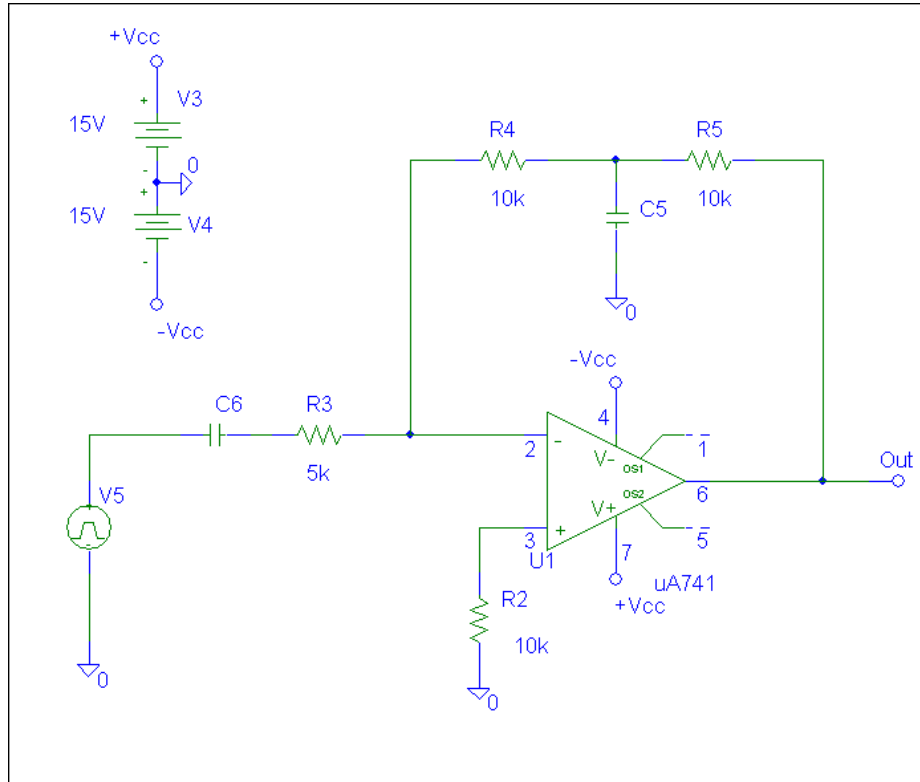 +Vcc
+
V3
15V
-
0
+
15V
V4
-
-Vcc
R4
R5
10k
10k
C5
0
-Vcc
C6
R3
4
2
-
V-
1
OS1
5k
Out
6
V5
+
OS2
V+
3
+
5
-
U1
7
uA741
R2
+Vcc
10k
0
0